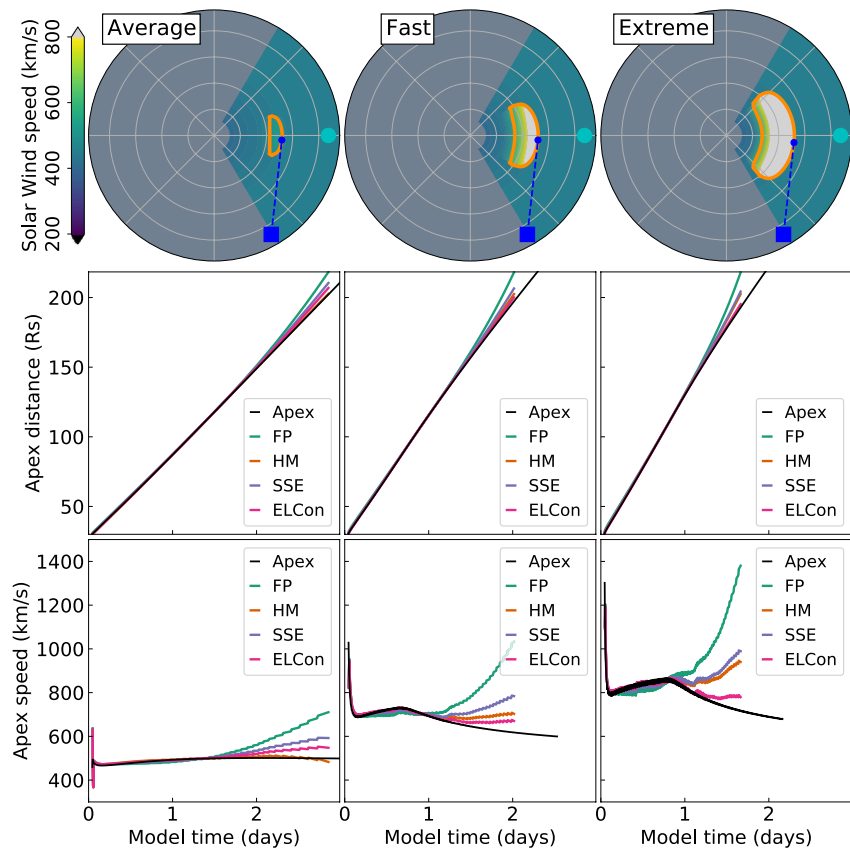 Average
Fast
Extreme
Solar Wind speed (km/s)
800
600
400
200
Apex distance (Rs)
200
150
100
50
Apex
FP
HM
SSE
ELCon
Apex
FP
HM
SSE
ELCon
Apex
FP
HM
SSE
ELCon
Apex speed (km/s)
1400
1200
1000
800
600
400
Apex
FP
HM
SSE
ELCon
Apex
FP
HM
SSE
ELCon
Apex
FP
HM
SSE
ELCon
0 1 2
0 1 2
0 1 2
Model time (days)
Model time (days)
Model time (days)